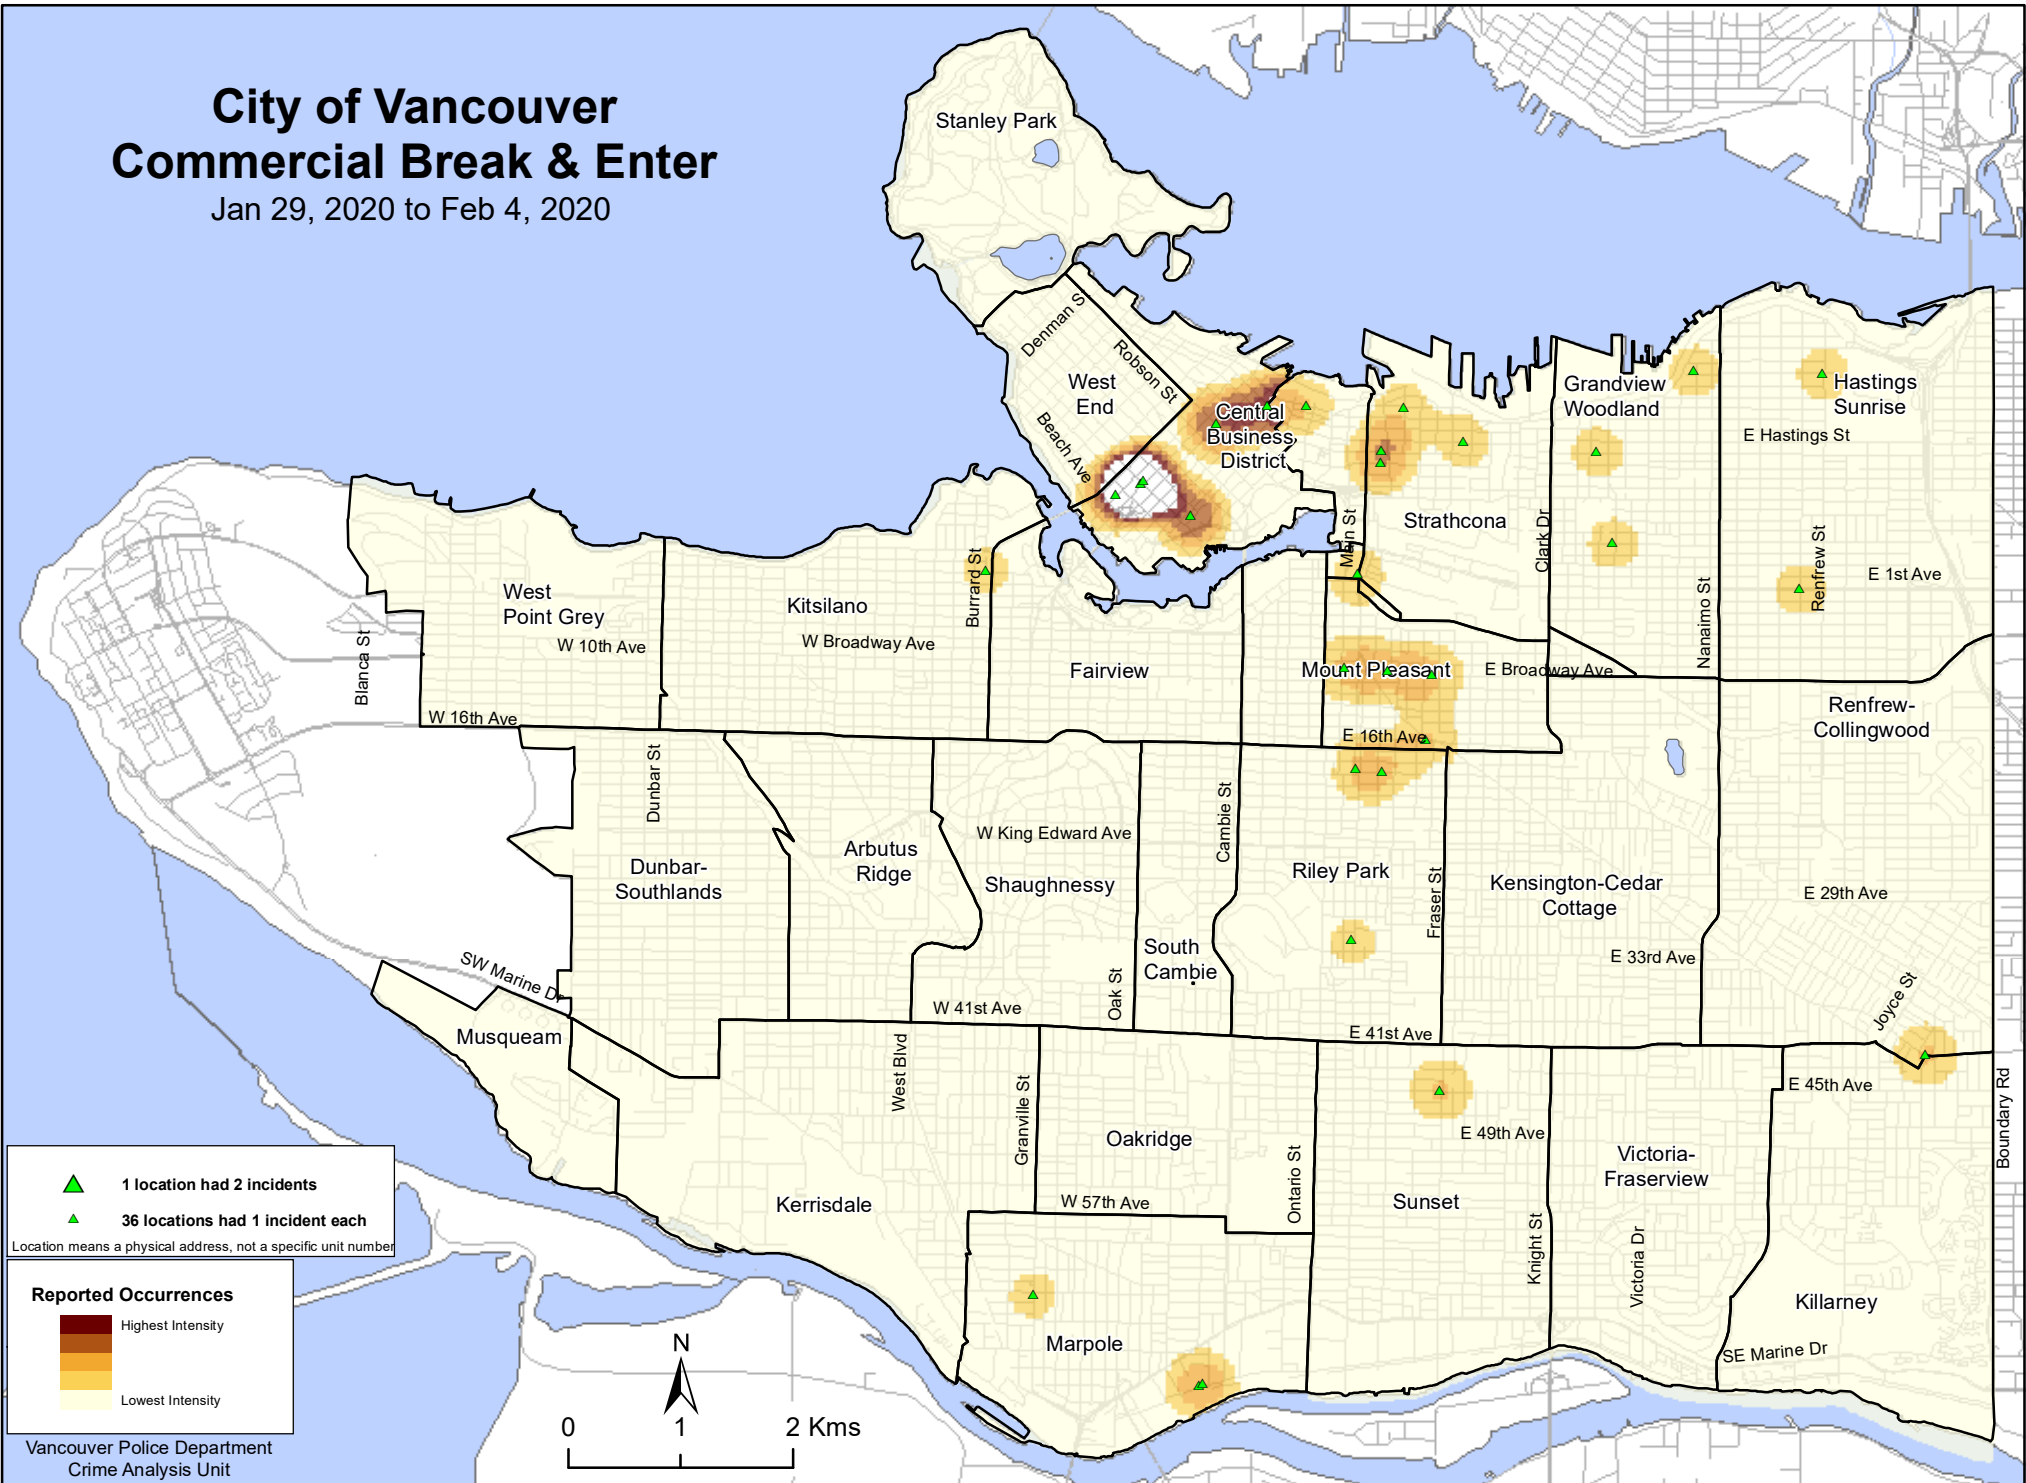 City of Vancouver
Commercial Break & Enter
Jan 29, 2020 to Feb 4, 2020
Stanley Park
Denman S
Robson St
West
End
Beach Ave
Central
Business
District
Grandview
Woodland
Hastings
Sunrise
E Hastings St
Strathcona
Main St
Clark Dr
Nanaimo St
Renfrew St
E 1st Ave
West
Point Grey
W 10th Ave
Blanca St
Kitsilano
W Broadway Ave
Burrard St
Fairview
Mount Pleasant
E Broadway Ave
W 16th Ave
E 16th Ave
Renfrew-
Collingwood
Dunbar St
Dunbar-
Southlands
Arbutus
Ridge
W King Edward Ave
Shaughnessy
Cambie St
South
Cambie
Oak St
Riley Park
Fraser St
Kensington-Cedar
Cottage
E 29th Ave
E 33rd Ave
Joyce St
SW Marine Dr
Musqueam
W 41st Ave
E 41st Ave
West Blvd
Granville St
Oakridge
Ontario St
W 57th Ave
E 45th Ave
E 49th Ave
Boundary Rd
Kerrisdale
Sunset
Knight St
Victoria-
Fraserview
Victoria Dr
Killarney
SE Marine Dr
Marpole
1 location had 2 incidents
36 locations had 1 incident each
Location means a physical address, not a specific unit number
Reported Occurrences
Highest Intensity
Lowest Intensity
Vancouver Police Department
Crime Analysis Unit
N
0 1 2 Kms